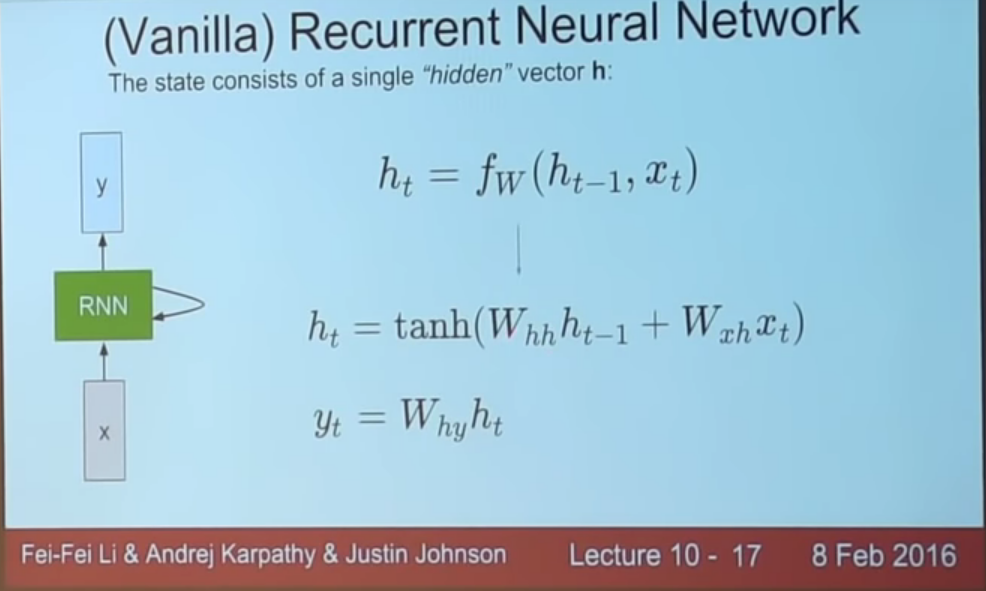 (Vanilla) Recurrent Neural Network
The state consists of a single “hidden” vector h:
y
RNN
x
h_t = f_W(h_{t−1}, x_t)
h_t = tanh(W_{hh}h_{t−1} + W_{xh}x_t)
y_t = W_{hy}h_t
Fei-Fei Li & Andrej Karpathy & Justin Johnson Lecture 10 - 17 8 Feb 2016